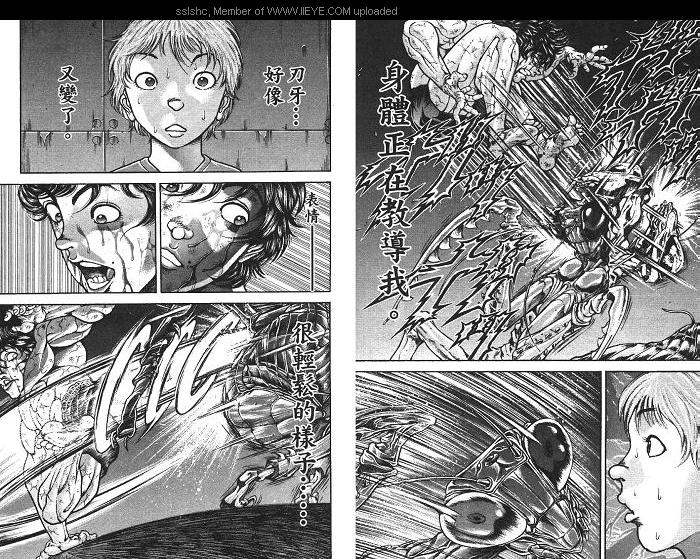 sslshc, Member of WWW.IIEYE.COM uploaded
身體正在教導我。
刃牙…
好像
又變了。
表情——
很輕鬆的樣子……